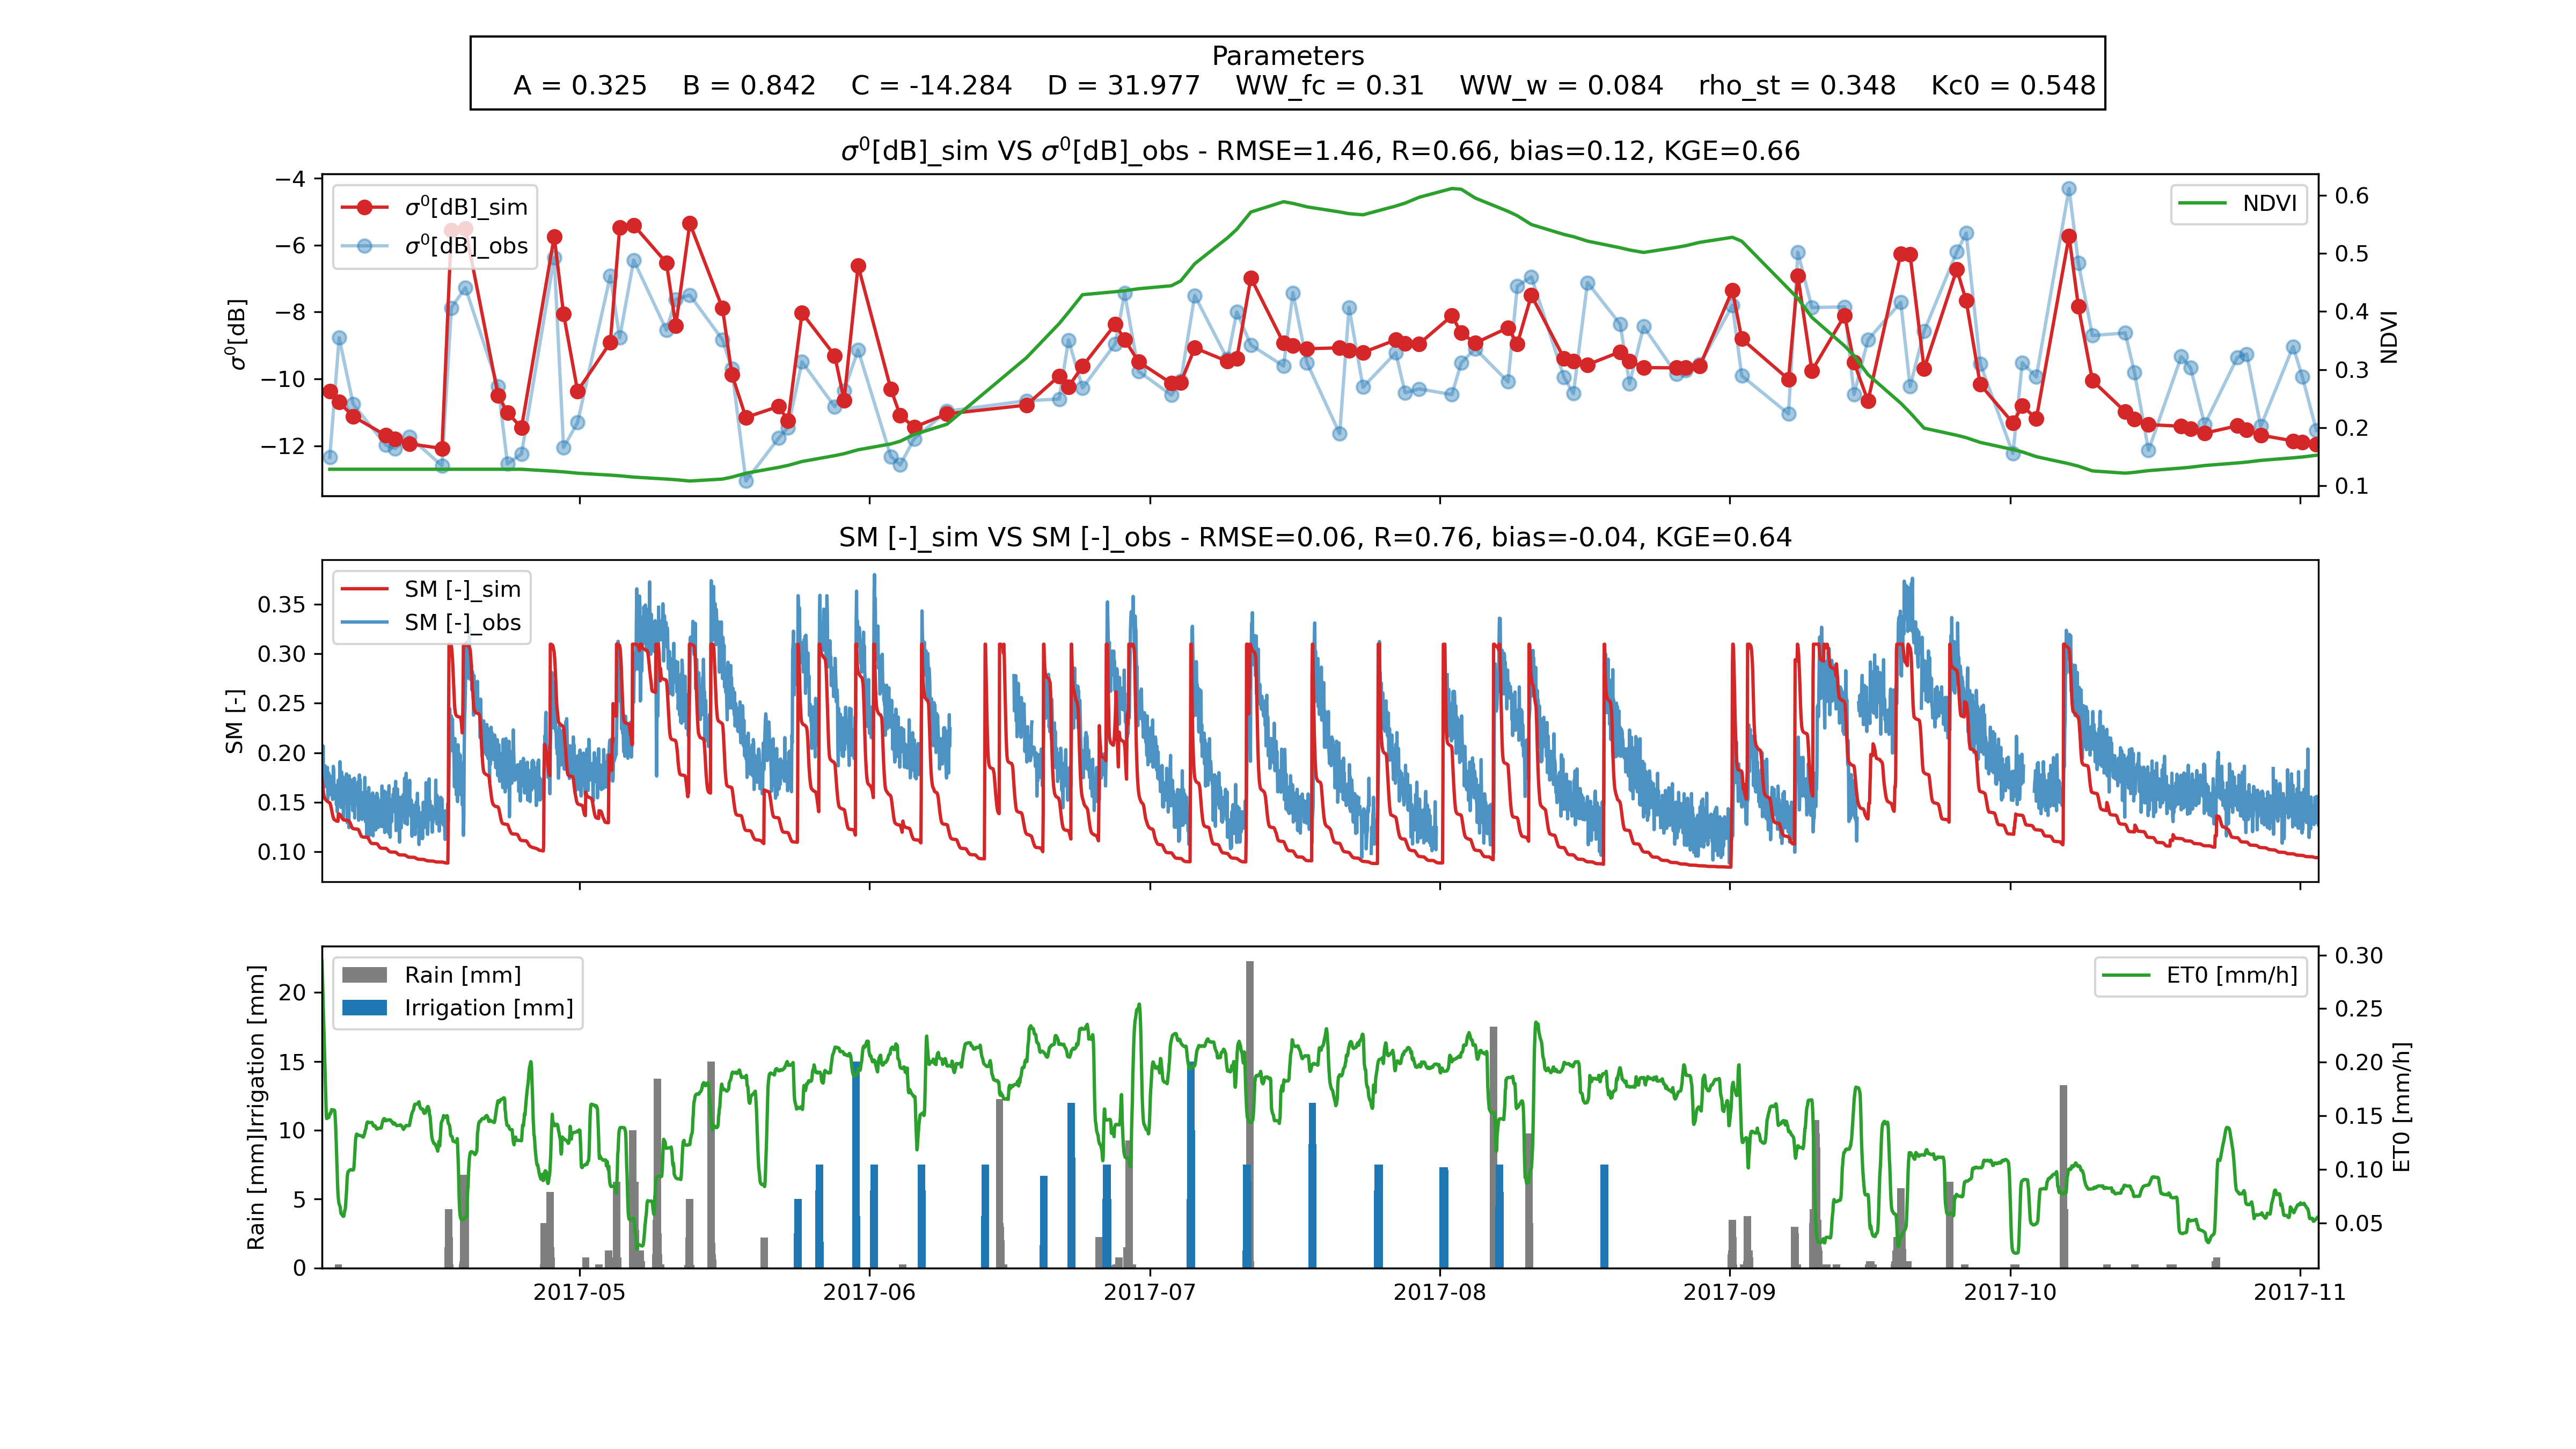 Parameters
A = 0.325 B = 0.842 C = -14.284 D = 31.977 WW_fc = 0.31 WW_w = 0.084 rho_st = 0.348 Kc0 = 0.548
σ⁰[dB]_sim VS σ⁰[dB]_obs - RMSE=1.46, R=0.66, bias=0.12, KGE=0.66
σ⁰[dB]_sim
σ⁰[dB]_obs
NDVI
σ⁰[dB]
−4
−6
−8
−10
−12
0.6
0.5
0.4
0.3
0.2
0.1
NDVI
SM [-]_sim VS SM [-]_obs - RMSE=0.06, R=0.76, bias=-0.04, KGE=0.64
SM [-]_sim
SM [-]_obs
SM [-]
0.35
0.30
0.25
0.20
0.15
0.10
Rain [mm]
Irrigation [mm]
ET0 [mm/h]
Rain [mm]Irrigation [mm]
20
15
10
5
0
0.30
0.25
0.20
0.15
0.10
0.05
ET0 [mm/h]
2017-05 2017-06 2017-07 2017-08 2017-09 2017-10 2017-11